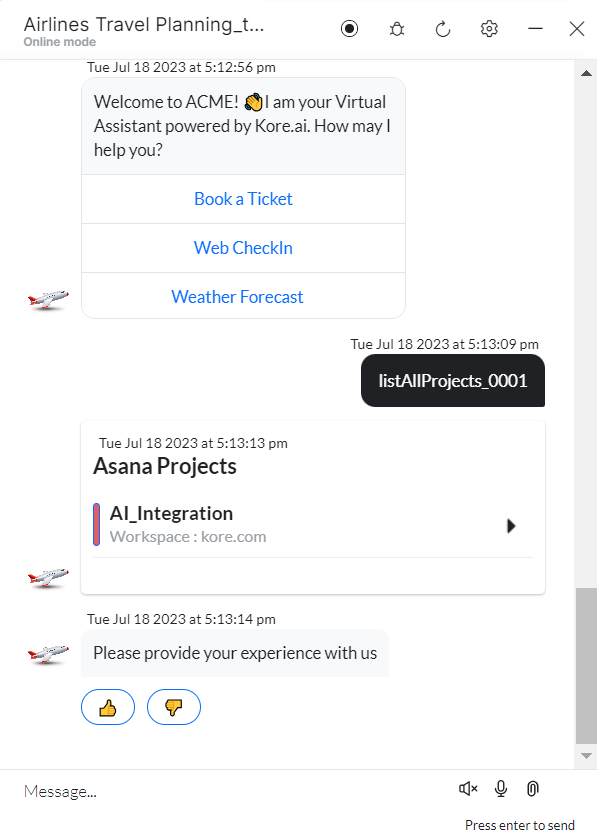 Airlines Travel Planning_t...
Online mode
Tue Jul 18 2023 at 5:12:56 pm
Welcome to ACME! 👋I am your Virtual
Assistant powered by Kore.ai. How may I
help you?
Book a Ticket
Web CheckIn
Weather Forecast
Tue Jul 18 2023 at 5:13:09 pm
listAllProjects_0001
Tue Jul 18 2023 at 5:13:13 pm
Asana Projects
AI_Integration
Workspace : kore.com
Tue Jul 18 2023 at 5:13:14 pm
Please provide your experience with us
Message...
Press enter to send